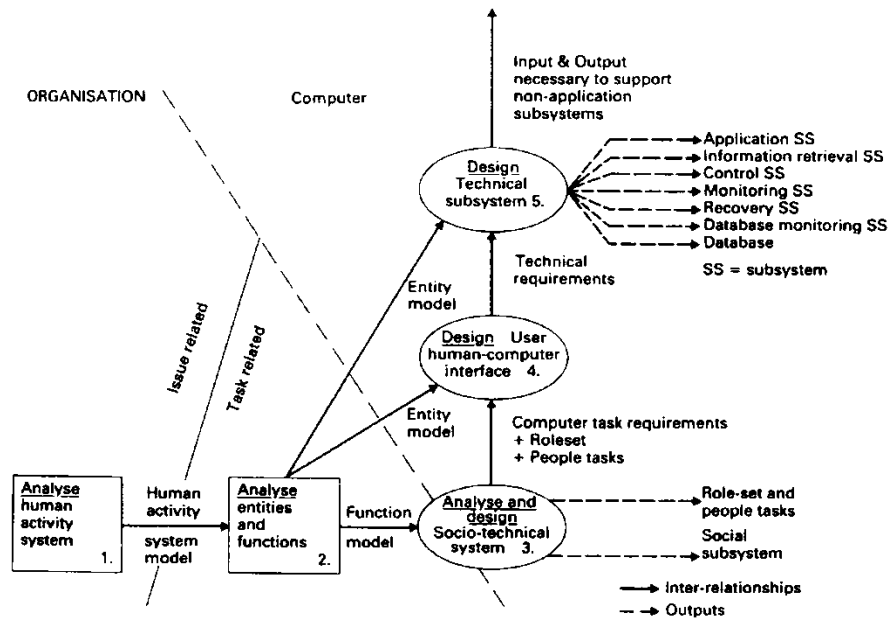 Input & Output
necessary to support
non-application
subsystems
ORGANISATION
Computer
Design
Technical
subsystem 5.
Application SS
Information retrieval SS
Control SS
Monitoring SS
Recovery SS
Database monitoring SS
Database
SS = subsystem
Technical
requirements
Entity
model
Issue related
Task related
Design User
human-computer
interface 4.
Entity
model
Computer task requirements
+ Roleset
+ People tasks
Analyse
human
activity
system
1.
Human
activity
system
model
Analyse
entities
and
functions
2.
Function
model
Analyse and
design
Socio-technical
system 3.
Role-set and
people tasks
Social
subsystem
Inter-relationships
Outputs